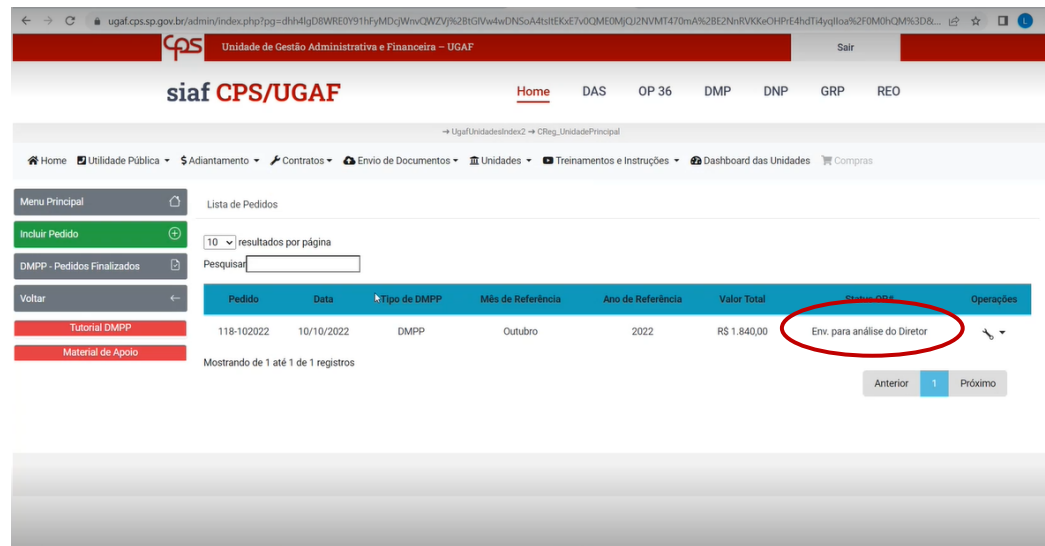 ugaf.cps.sp.gov.br/admin/index.php?pg=
cps Unidade de Gestão Administrativa e Financeira – UGAF Sair
siaf CPS/UGAF Home DAS OP 36 DMP DNP GRP REO
➔ UgafUnidadesIndex2 ➔ CReg_UnidadePrincipal
Home Utilidade Pública Adiantamento Contratos Envio de Documentos Unidades Treinamentos e Instruções Dashboard das Unidades Compras
Menu Principal
Lista de Pedidos
Incluir Pedido
10 resultados por página
DMPP - Pedidos Finalizados
Pesquisar
Voltar
Pedido Data Tipo de DMPP Mês de Referência Ano de Referência Valor Total Status Operações
Tutorial DMPP
118-102022 10/10/2022 DMPP Outubro 2022 R$ 1.840,00 Env. para análise do Diretor
Material de Apoio
Mostrando de 1 até 1 de 1 registros
Anterior 1 Próximo